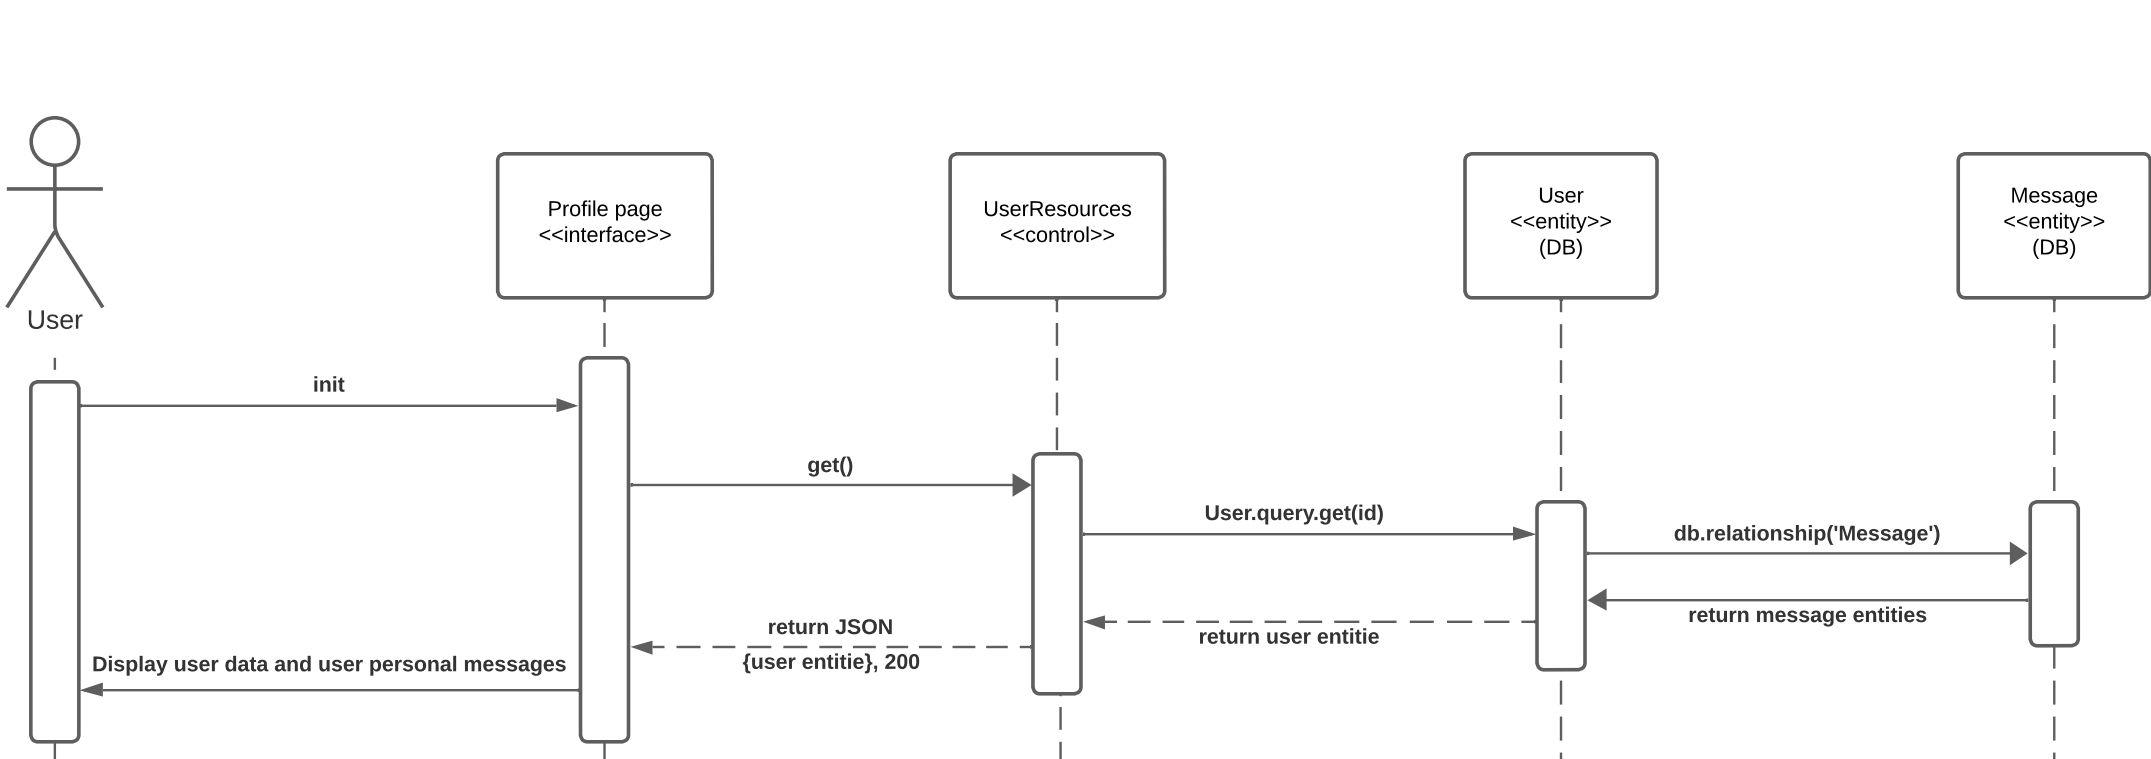 User
Profile page
<<interface>>
UserResources
<<control>>
User
<<entity>>
(DB)
Message
<<entity>>
(DB)
init
get()
User.query.get(id)
db.relationship('Message')
return message entities
return user entitie
return JSON
{user entitie}, 200
Display user data and user personal messages